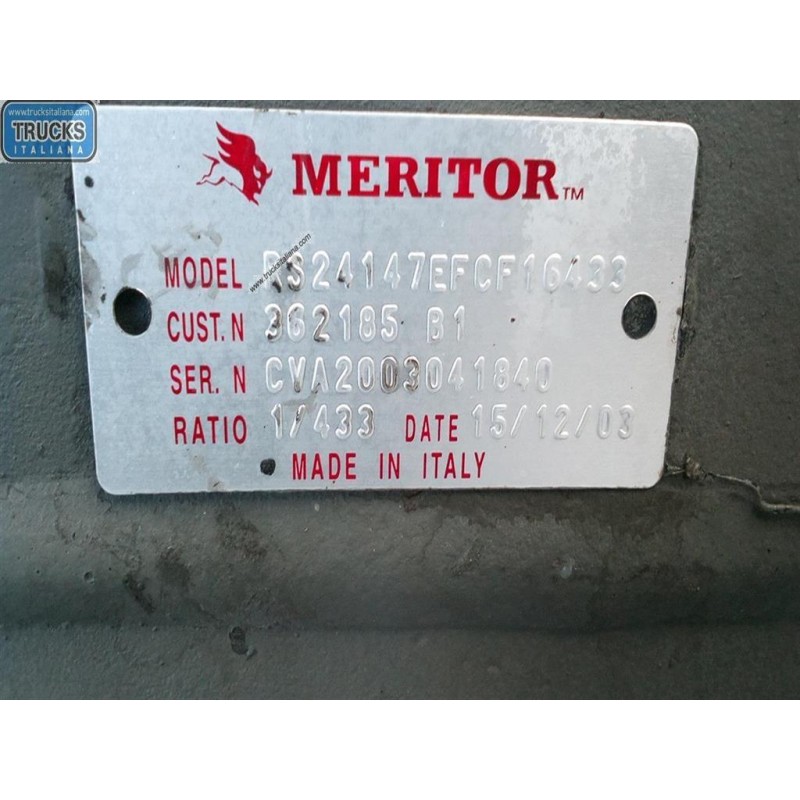 www.trucksitaliana.com
TRUCKS
ITALIANA
MERITOR™
www.trucksitaliana.com
MODEL RS24147EFCF16433
CUST. N 362185 B1
SER. N CVA2003041840
RATIO 1/433 DATE 15/12/03
MADE IN ITALY